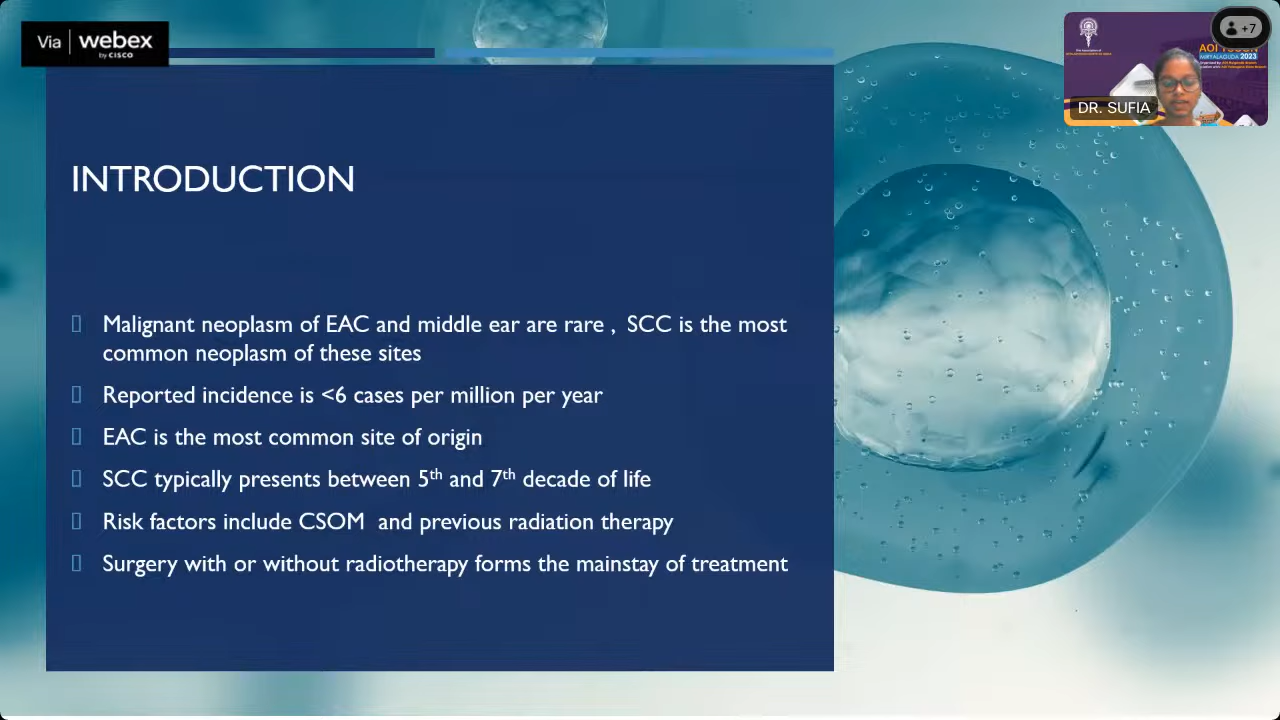 Via webex
by CISCO
+7
AOI
MIRYALAGUDA 2023
DR. SUFIA
INTRODUCTION
Malignant neoplasm of EAC and middle ear are rare , SCC is the most
common neoplasm of these sites
Reported incidence is <6 cases per million per year
EAC is the most common site of origin
SCC typically presents between 5th and 7th decade of life
Risk factors include CSOM and previous radiation therapy
Surgery with or without radiotherapy forms the mainstay of treatment